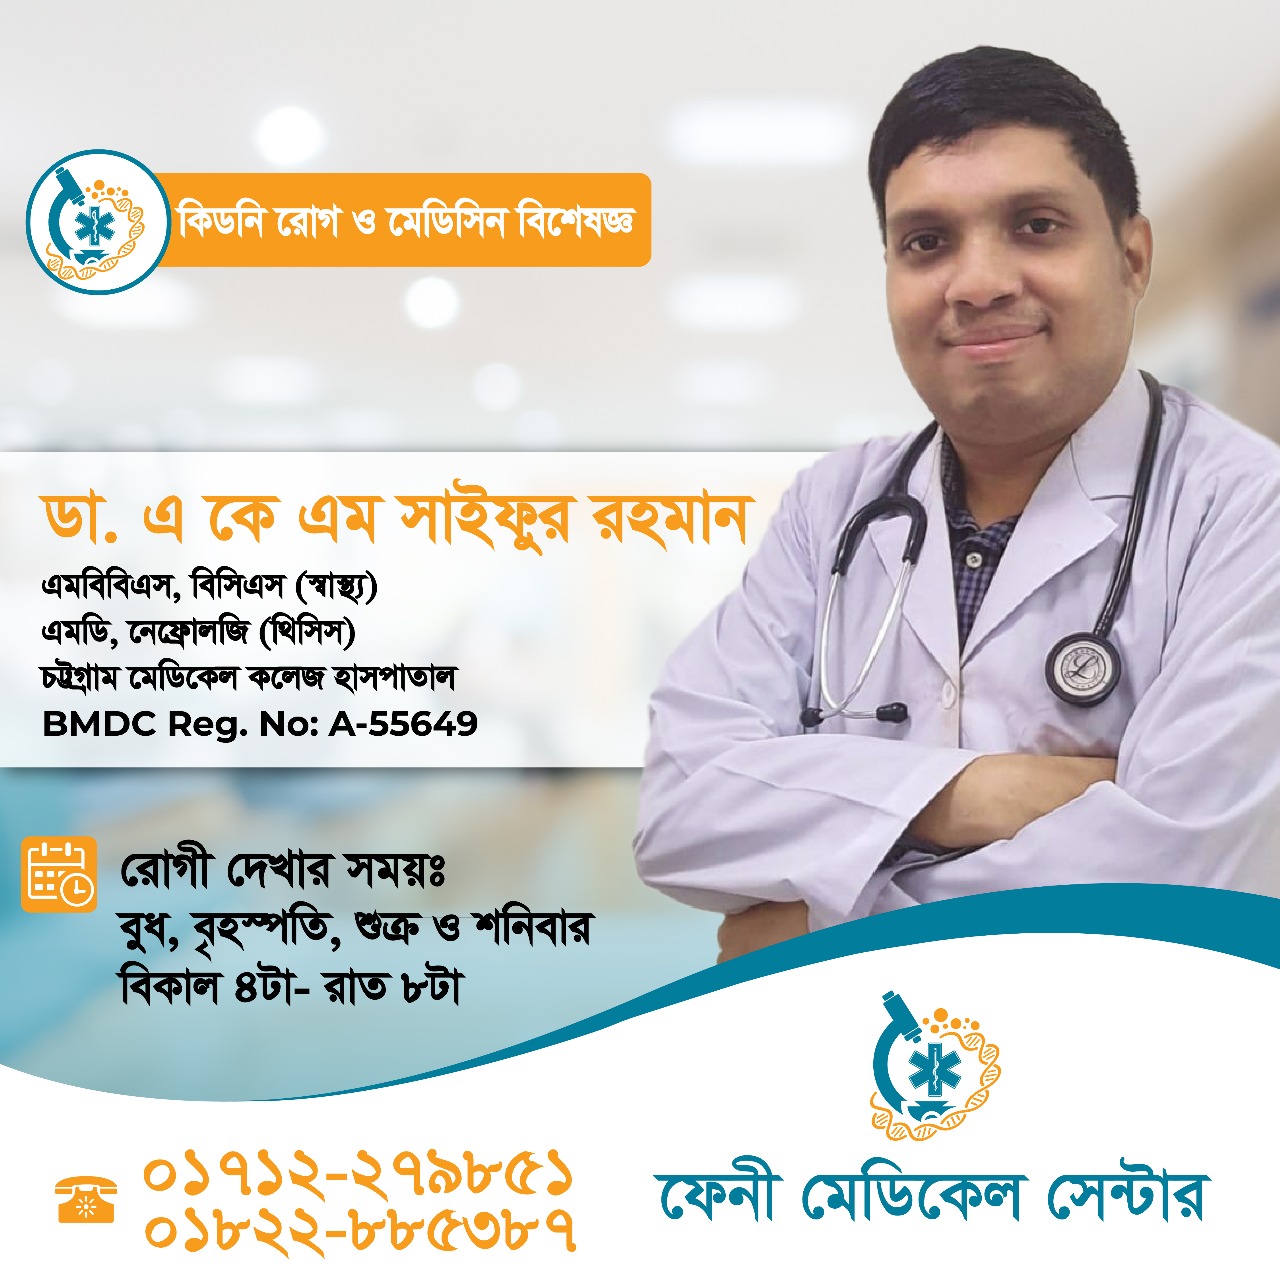 কিডনি রোগ ও মেডিসিন বিশেষজ্ঞ
ডা. এ কে এম সাইফুর রহমান
এমবিবিএস, বিসিএস (স্বাস্থ্য)
এমডি, নেফ্রোলজি (থিসিস)
চট্টগ্রাম মেডিকেল কলেজ হাসপাতাল
BMDC Reg. No: A-55649
রোগী দেখার সময়ঃ
বুধ, বৃহস্পতি, শুক্র ও শনিবার
বিকাল ৪টা- রাত ৮টা
০১৭১২-২৭৯৮৫১
০১৮২২-৮৮৫৩৮৭
ফেনী মেডিকেল সেন্টার